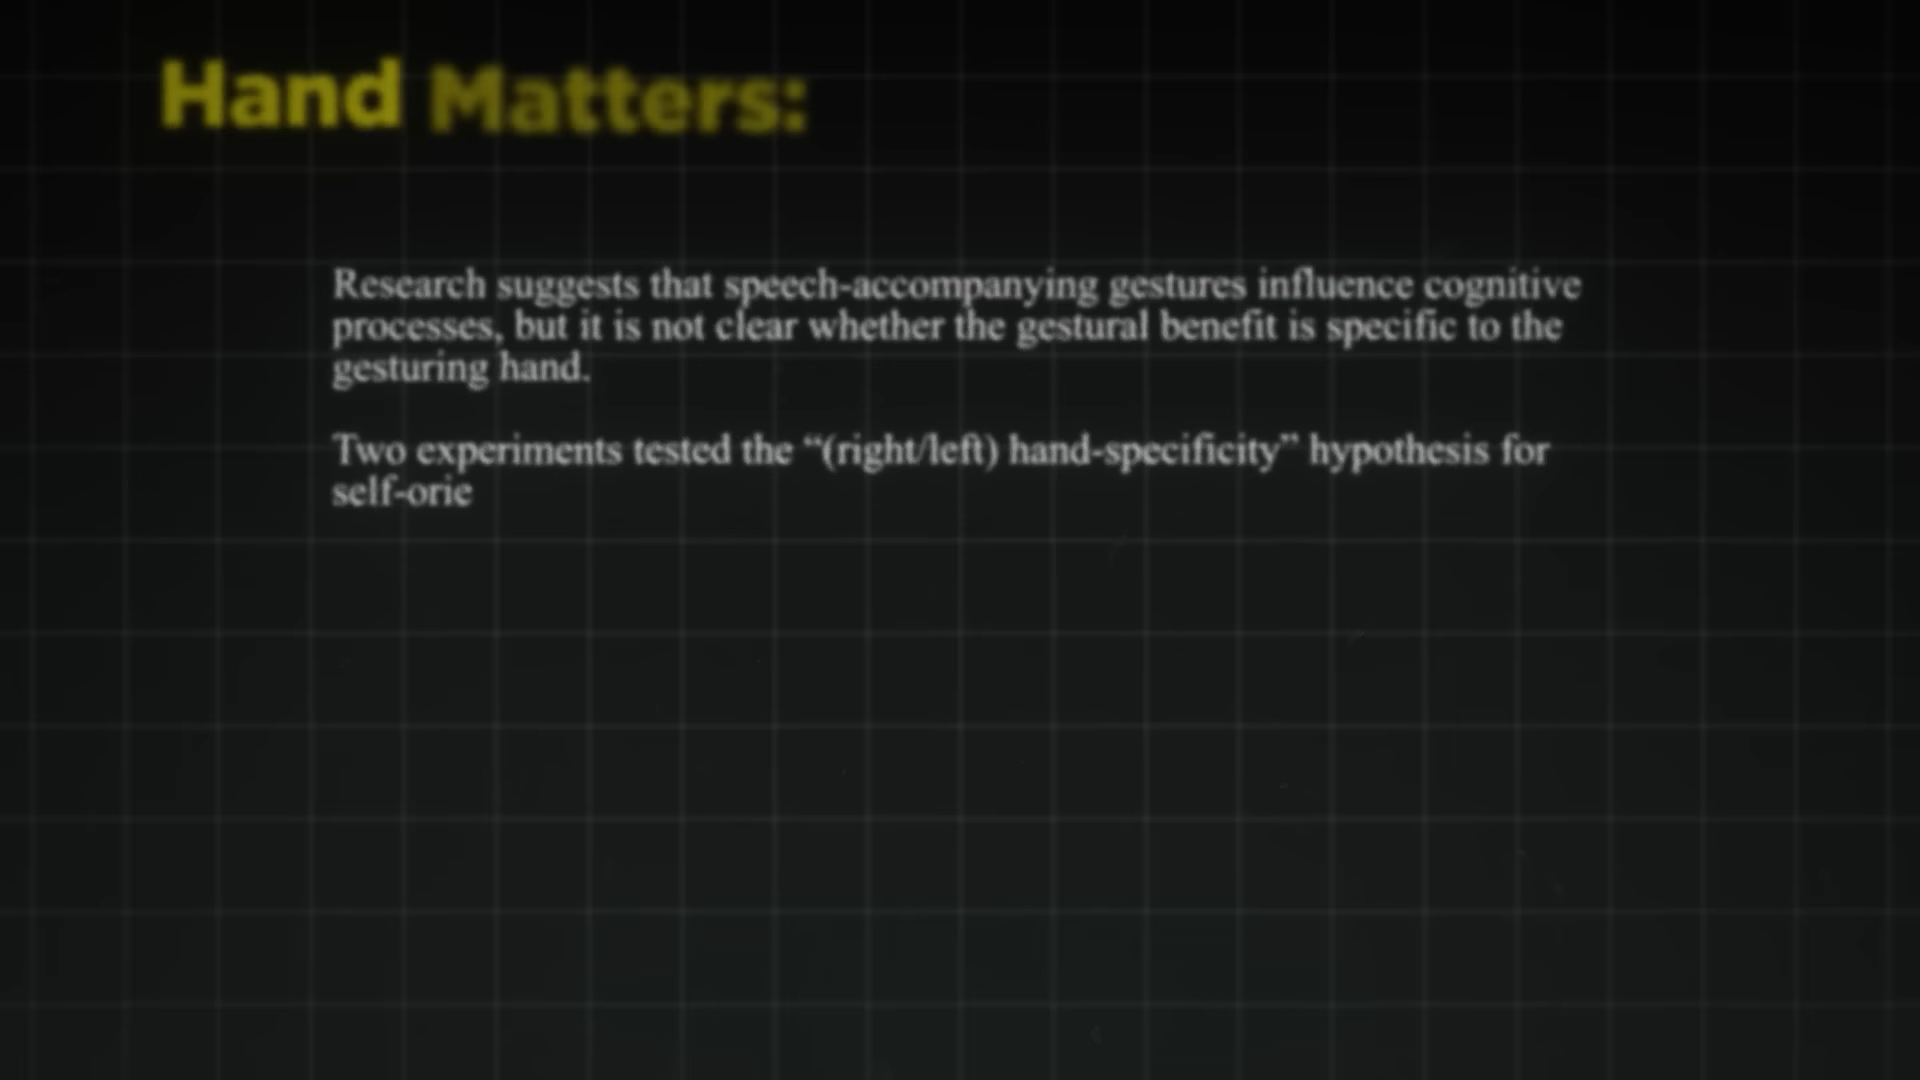 Hand Matters:
Research suggests that speech-accompanying gestures influence cognitive
processes, but it is not clear whether the gestural benefit is specific to the
gesturing hand.
Two experiments tested the “(right/left) hand-specificity” hypothesis for
self-orie